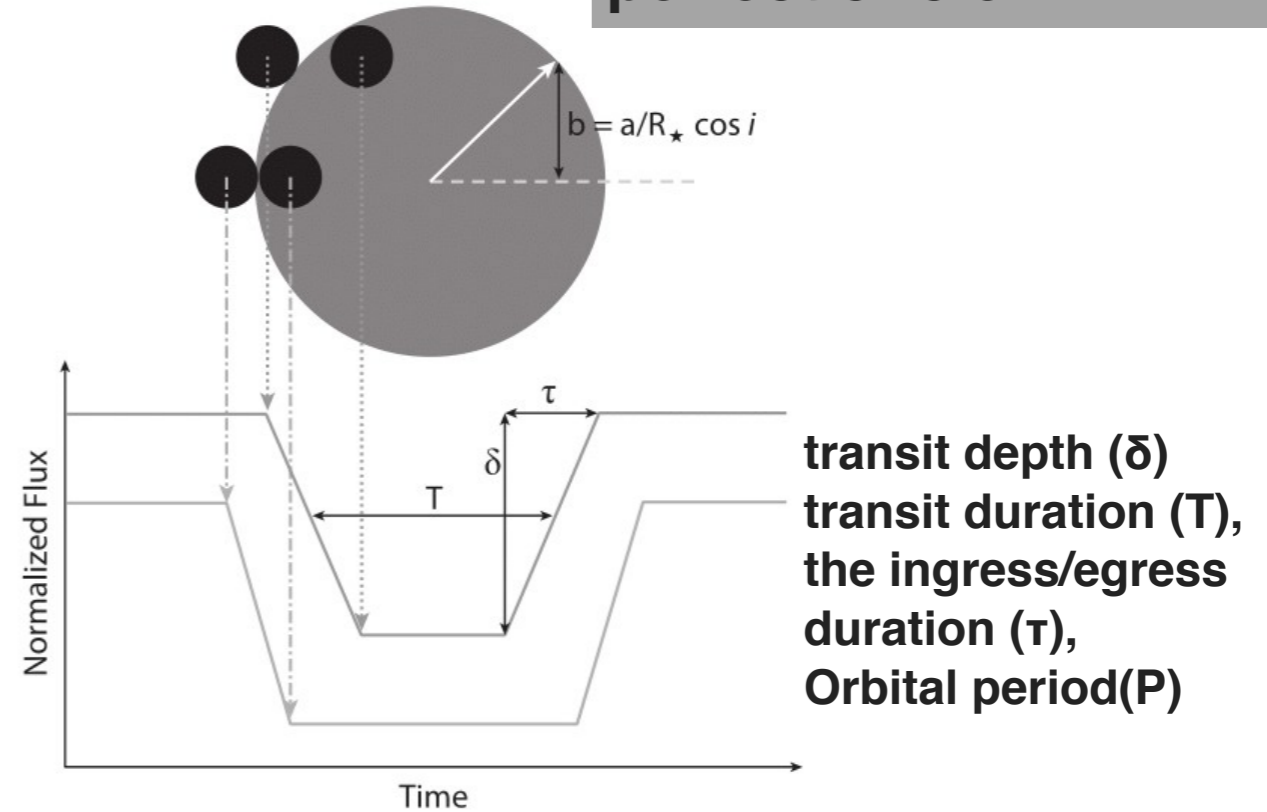 b = a/R★ cos i
τ
δ
T
Normalized Flux
Time
transit depth (δ)
transit duration (T),
the ingress/egress
duration (τ),
Orbital period(P)